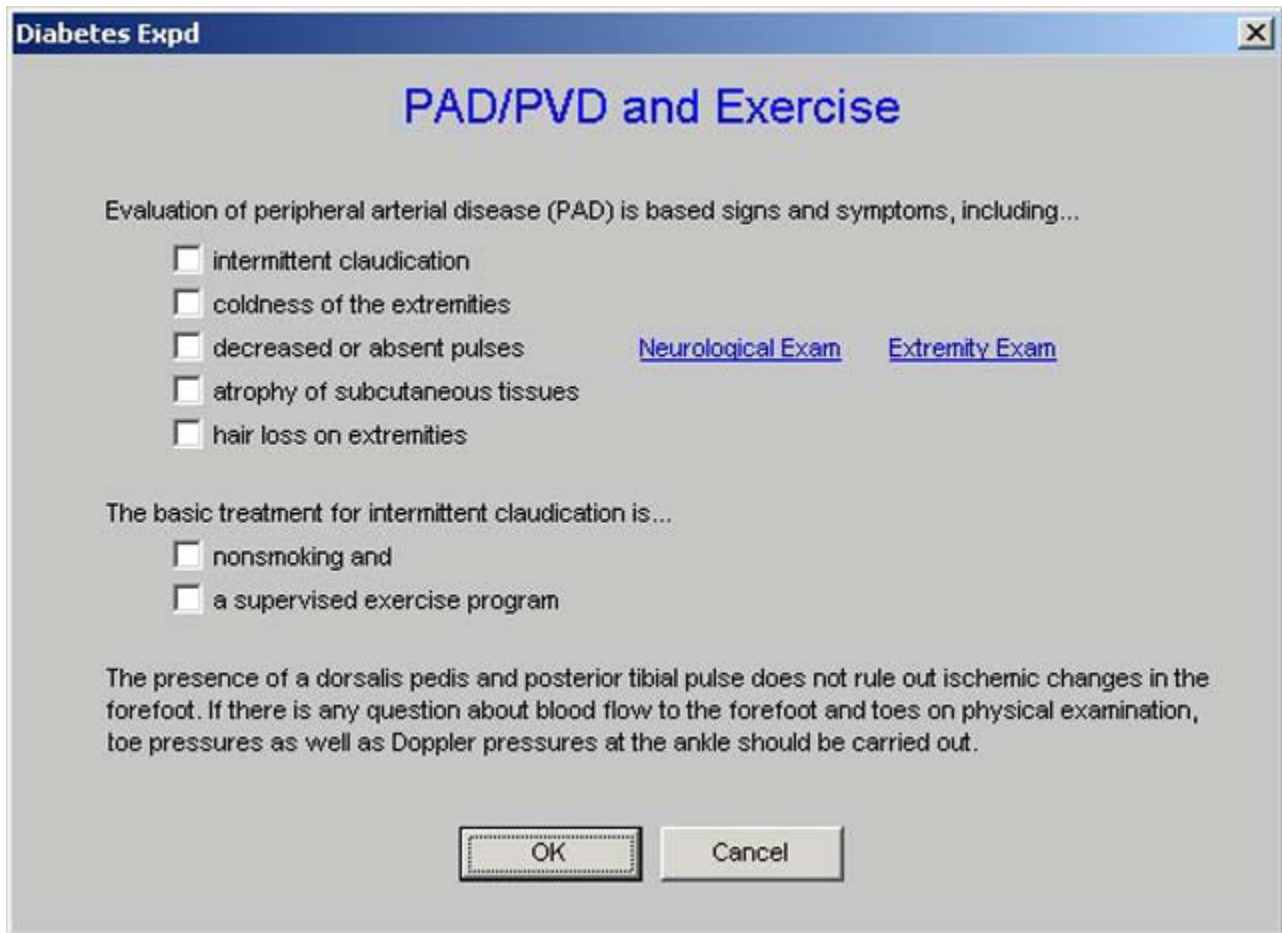 Diabetes Expd
PAD/PVD and Exercise
Evaluation of peripheral arterial disease (PAD) is based signs and symptoms, including...
intermittent claudication
coldness of the extremities
decreased or absent pulses Neurological Exam Extremity Exam
atrophy of subcutaneous tissues
hair loss on extremities
The basic treatment for intermittent claudication is...
nonsmoking and
a supervised exercise program
The presence of a dorsalis pedis and posterior tibial pulse does not rule out ischemic changes in the
forefoot. If there is any question about blood flow to the forefoot and toes on physical examination,
toe pressures as well as Doppler pressures at the ankle should be carried out.
OK Cancel